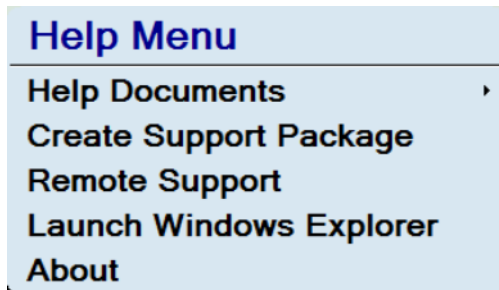 Help Menu
Help Documents
Create Support Package
Remote Support
Launch Windows Explorer
About